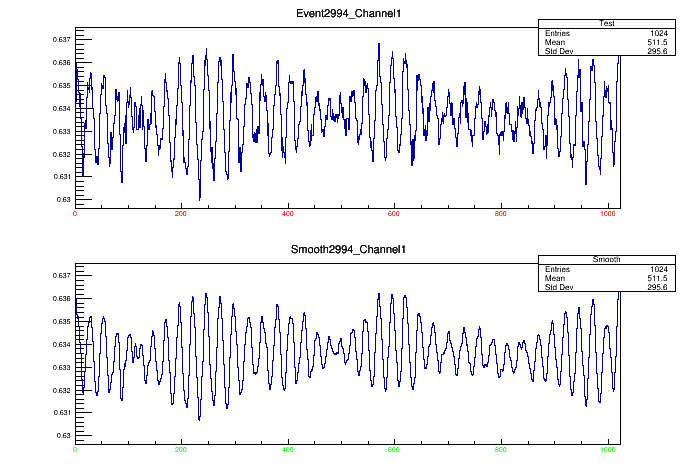 Event2994_Channel1
Test
Entries 1024
Mean 511.5
Std Dev 295.6
0.637
0.636
0.635
0.634
0.633
0.632
0.631
0.63
0 200 400 600 800 1000
Smooth2994_Channel1
Smooth
Entries 1024
Mean 511.5
Std Dev 295.6
0.637
0.636
0.635
0.634
0.633
0.632
0.631
0.63
0 200 400 600 800 1000